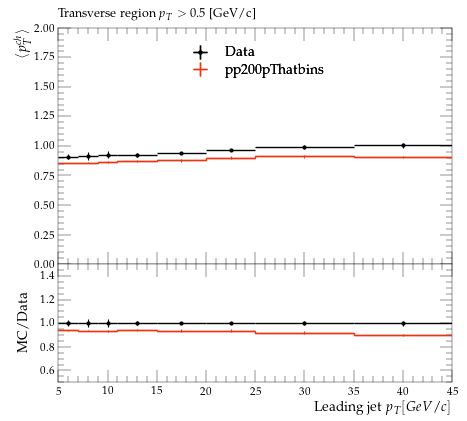 Transverse region p_T > 0.5 [GeV/c]
⟨p_T^ch⟩
2.00
1.75
1.50
1.25
1.00
0.75
0.50
0.25
0.00
Data
pp200pThatbins
MC/Data
1.4
1.2
1.0
0.8
0.6
5 10 15 20 25 30 35 40 45
Leading jet p_T[GeV/c]